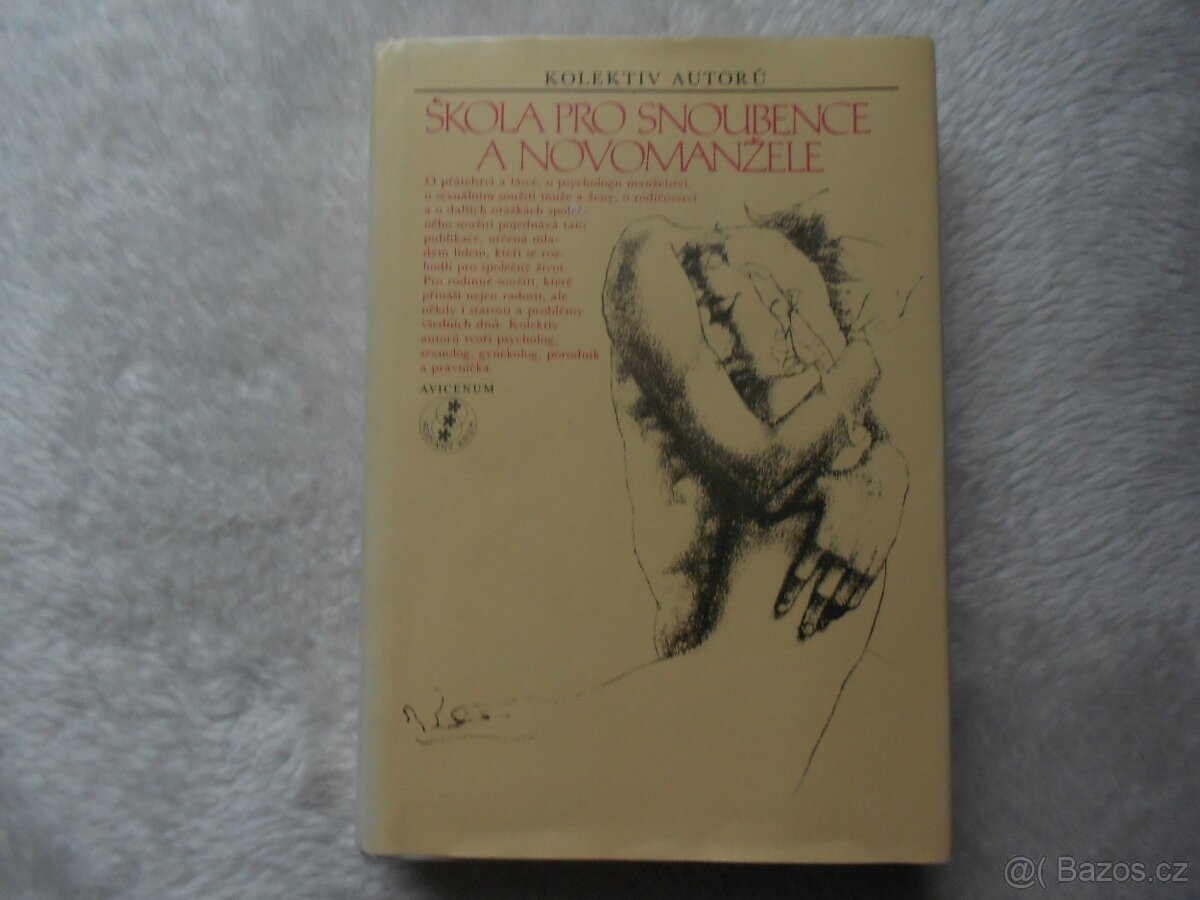 KOLEKTIV AUTORŮ
ŠKOLA PRO SNOUBENCE
A NOVOMANŽELE
O přátelství a lásce, o psychologii manželství,
o sexuálním soužití muže a ženy, o rodičovství
a o dalších otázkách společ-
ného soužití pojednává tato
publikace, určená mla-
dým lidem, kteří se roz-
hodli pro společný život.
Pro rodinné soužití, které
přináší nejen radosti, ale
někdy i starosti a problémy
všedních dnů. Kolektiv
autorů tvoří psycholog,
sexuolog, gynekolog, porodník
a právnička.
AVICENUM
@( Bazos.cz